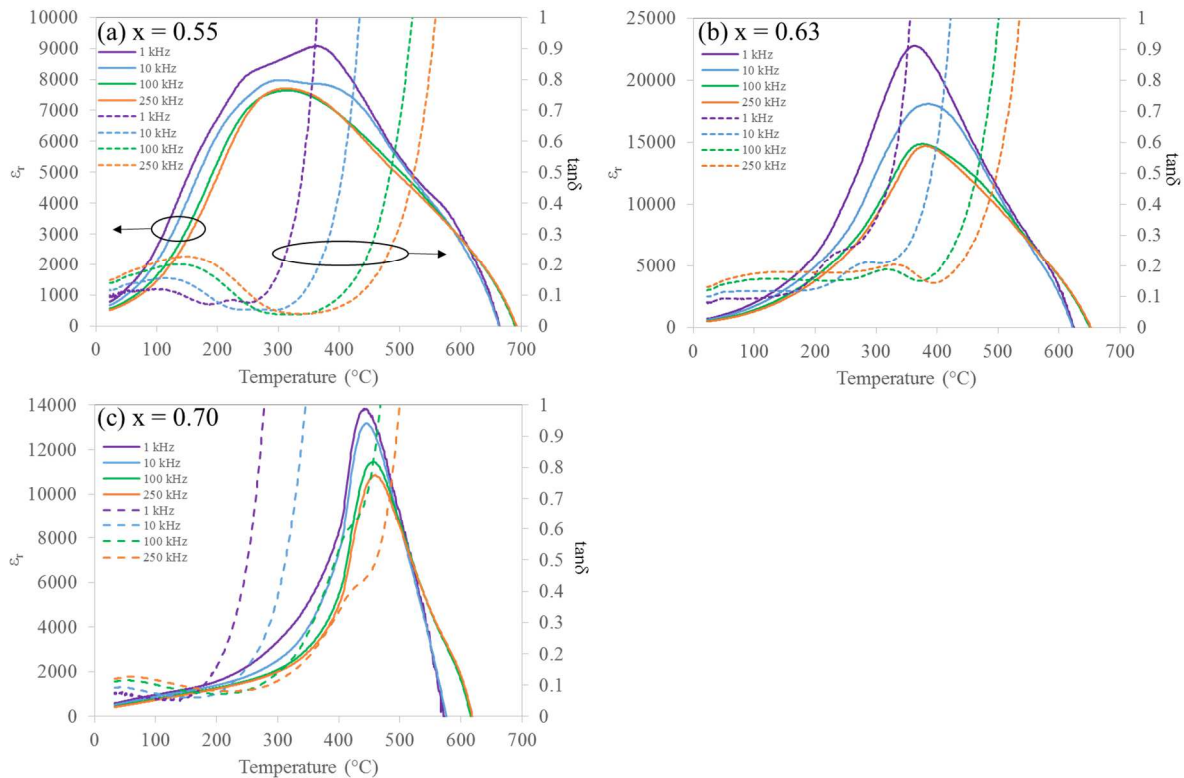 (a) x = 0.55
10000
9000
8000
7000
6000
5000
4000
3000
2000
1000
0
εr
1 kHz
10 kHz
100 kHz
250 kHz
1 kHz
10 kHz
100 kHz
250 kHz
1
0.9
0.8
0.7
0.6
0.5
0.4
0.3
0.2
0.1
0
tanδ
0 100 200 300 400 500 600 700
Temperature (°C)
(b) x = 0.63
25000
20000
15000
10000
5000
0
εr
1 kHz
10 kHz
100 kHz
250 kHz
1 kHz
10 kHz
100 kHz
250 kHz
1
0.9
0.8
0.7
0.6
0.5
0.4
0.3
0.2
0.1
0
tanδ
0 100 200 300 400 500 600 700
Temperature (°C)
(c) x = 0.70
14000
12000
10000
8000
6000
4000
2000
0
εr
1 kHz
10 kHz
100 kHz
250 kHz
1 kHz
10 kHz
100 kHz
250 kHz
1
0.9
0.8
0.7
0.6
0.5
0.4
0.3
0.2
0.1
0
tanδ
0 100 200 300 400 500 600 700
Temperature (°C)